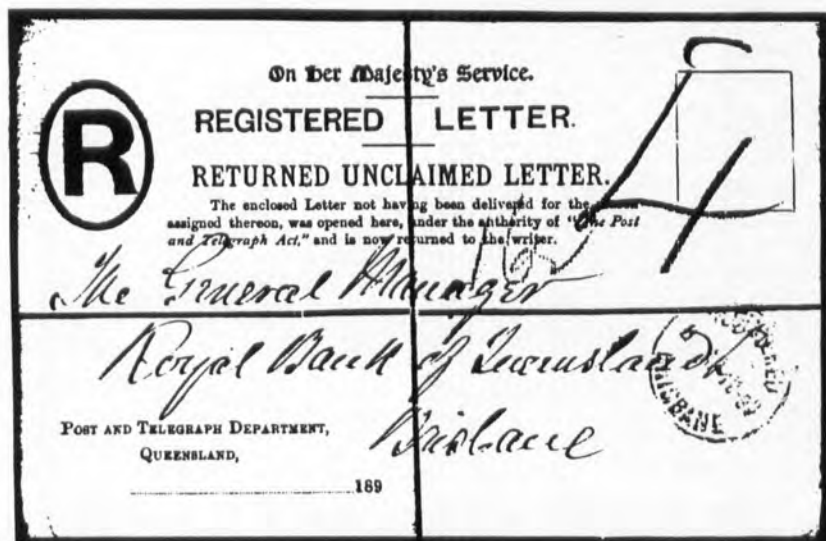 On Her Majesty's Service.
REGISTERED LETTER.
R
RETURNED UNCLAIMED LETTER.
The enclosed Letter not having been delivered for the
assigned thereon, was opened here, under the anthority of "The Post
and Telegraph Act," and is now returned to the writer.
The General Manager
Royal Bank of Queensland
Brisbane
POST AND TELEGRAPH DEPARTMENT,
QUEENSLAND,
189
BRISBANE
4